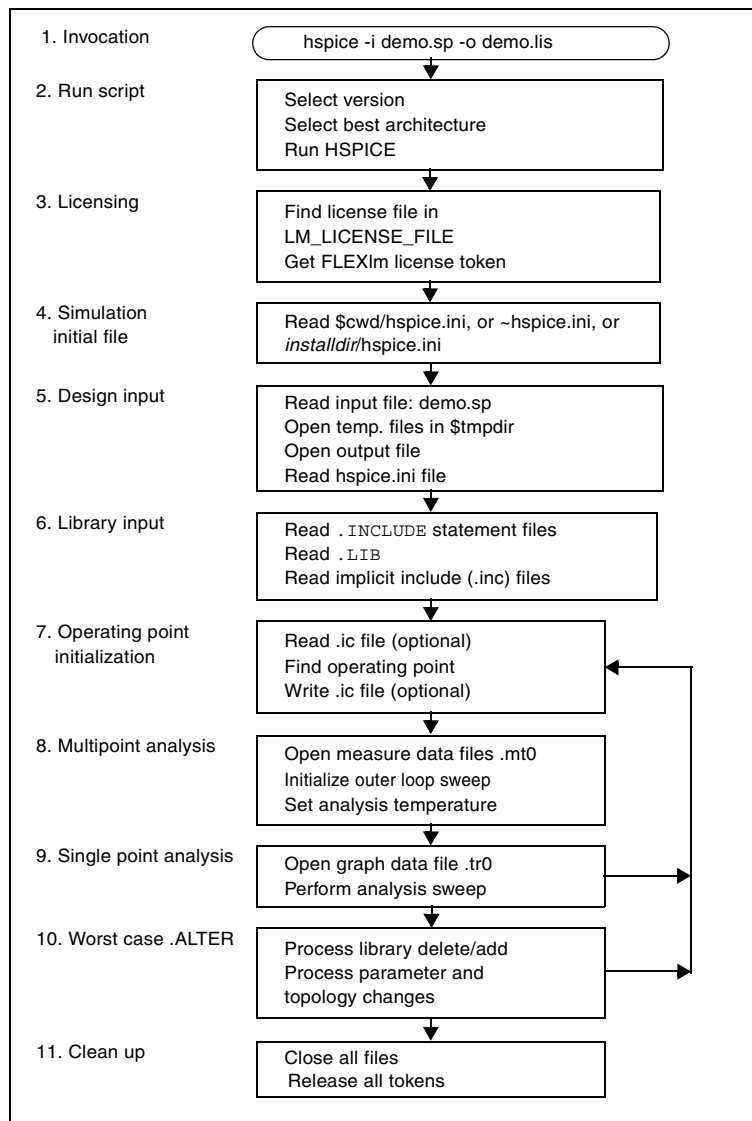 1. Invocation
hspice -i demo.sp -o demo.lis
2. Run script
Select version
Select best architecture
Run HSPICE
3. Licensing
Find license file in
LM_LICENSE_FILE
Get FLEXlm license token
4. Simulation
initial file
Read $cwd/hspice.ini, or ~hspice.ini, or
installdir/hspice.ini
5. Design input
Read input file: demo.sp
Open temp. files in $tmpdir
Open output file
Read hspice.ini file
6. Library input
Read .INCLUDE statement files
Read .LIB
Read implicit include (.inc) files
7. Operating point
initialization
Read .ic file (optional)
Find operating point
Write .ic file (optional)
8. Multipoint analysis
Open measure data files .mt0
Initialize outer loop sweep
Set analysis temperature
9. Single point analysis
Open graph data file .tr0
Perform analysis sweep
10. Worst case .ALTER
Process library delete/add
Process parameter and
topology changes
11. Clean up
Close all files
Release all tokens